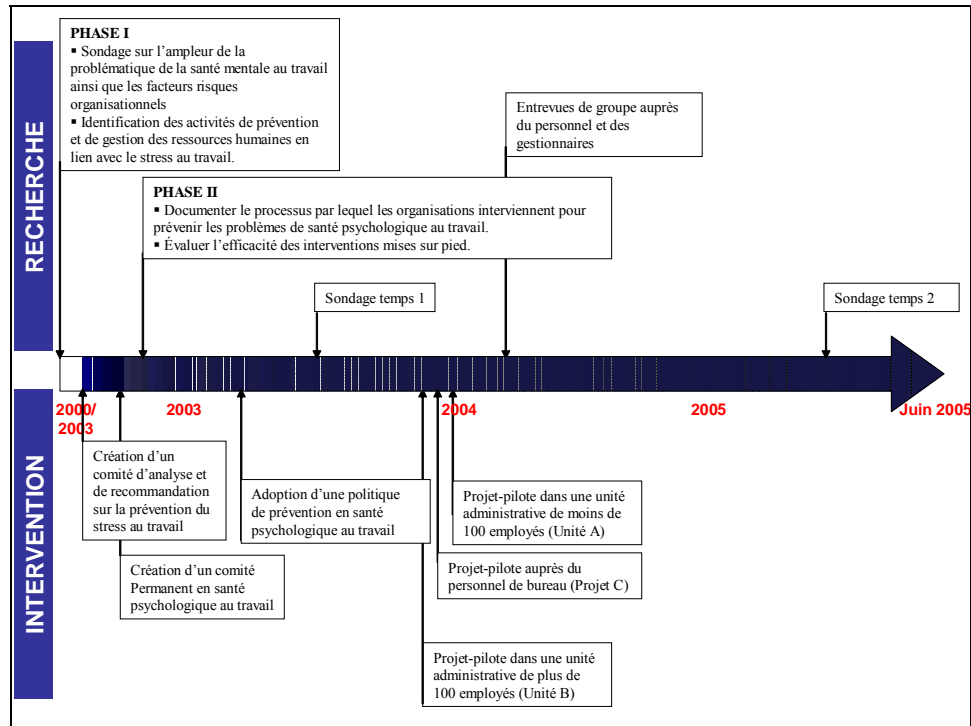 RECHERCHE
PHASE I
▪ Sondage sur l'ampleur de la
problématique de la santé mentale au travail
ainsi que les facteurs risques
organisationnels
▪ Identification des activités de prévention
et de gestion des ressources humaines en
lien avec le stress au travail.
Entrevues de groupe auprès
du personnel et des
gestionnaires
PHASE II
▪ Documenter le processus par lequel les organisations interviennent pour
prévenir les problèmes de santé psychologique au travail.
▪ Évaluer l'efficacité des interventions mises sur pied.
Sondage temps 1
Sondage temps 2
2000/
2003
2003
2004
2005
Juin 2005
INTERVENTION
Création d'un
comité d'analyse et
de recommandation
sur la prévention du
stress au travail
Adoption d'une politique
de prévention en santé
psychologique au travail
Projet-pilote dans une unité
administrative de moins de
100 employés (Unité A)
Création d'un comité
Permanent en santé
psychologique au travail
Projet-pilote auprès du
personnel de bureau (Projet C)
Projet-pilote dans une unité
administrative de plus de
100 employés (Unité B)